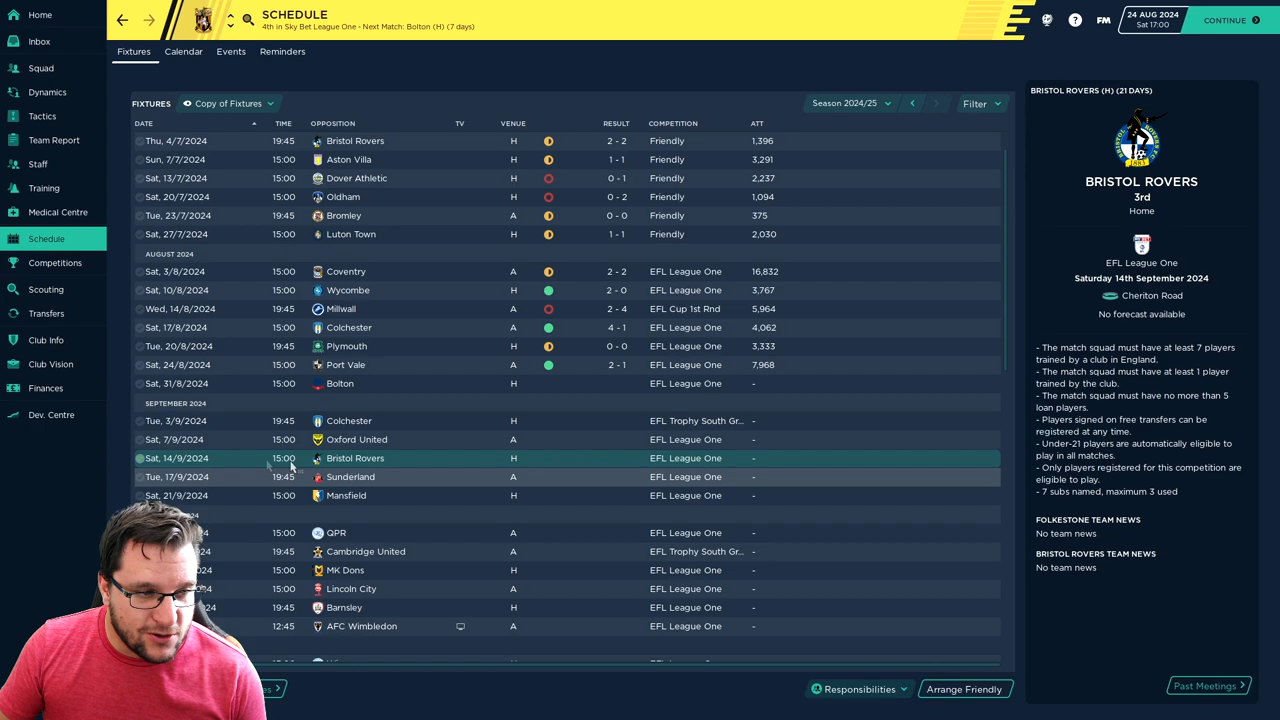 Home
Inbox
Squad
Dynamics
Tactics
Team Report
Staff
Training
Medical Centre
Schedule
Competitions
Scouting
Transfers
Club Info
Club Vision
Finances
Dev. Centre
SCHEDULE
4th in Sky Bet League One - Next Match: Bolton (H) (7 days)
FM
24 AUG 2024
Sat 17:00
CONTINUE
Fixtures Calendar Events Reminders
FIXTURES Copy of Fixtures Season 2024/25 Filter
DATE TIME OPPOSITION TV VENUE RESULT COMPETITION ATT
Thu, 4/7/2024 19:45 Bristol Rovers H 2 - 2 Friendly 1,396
Sun, 7/7/2024 15:00 Aston Villa H 1 - 1 Friendly 3,291
Sat, 13/7/2024 15:00 Dover Athletic H 0 - 1 Friendly 2,237
Sat, 20/7/2024 15:00 Oldham H 0 - 2 Friendly 1,094
Tue, 23/7/2024 19:45 Bromley A 0 - 0 Friendly 375
Sat, 27/7/2024 15:00 Luton Town H 1 - 1 Friendly 2,030
AUGUST 2024
Sat, 3/8/2024 15:00 Coventry A 2 - 2 EFL League One 16,832
Sat, 10/8/2024 15:00 Wycombe H 2 - 0 EFL League One 3,767
Wed, 14/8/2024 19:45 Millwall A 2 - 4 EFL Cup 1st Rnd 5,964
Sat, 17/8/2024 15:00 Colchester A 4 - 1 EFL League One 4,062
Tue, 20/8/2024 19:45 Plymouth H 0 - 0 EFL League One 3,333
Sat, 24/8/2024 15:00 Port Vale A 2 - 1 EFL League One 7,968
Sat, 31/8/2024 15:00 Bolton H EFL League One -
SEPTEMBER 2024
Tue, 3/9/2024 19:45 Colchester H EFL Trophy South Gr... -
Sat, 7/9/2024 15:00 Oxford United A EFL League One -
Sat, 14/9/2024 15:00 Bristol Rovers H EFL League One -
Tue, 17/9/2024 19:45 Sunderland A EFL League One -
Sat, 21/9/2024 15:00 Mansfield H EFL League One -
15:00 QPR A EFL League One -
19:45 Cambridge United A EFL Trophy South Gr... -
15:00 MK Dons H EFL League One -
15:00 Lincoln City A EFL League One -
19:45 Barnsley H EFL League One -
12:45 AFC Wimbledon A EFL League One -
Responsibilities
Arrange Friendly
BRISTOL ROVERS (H) (21 DAYS)
BRISTOL ROVERS FC
1883
BRISTOL ROVERS
3rd
Home
EFL League One
Saturday 14th September 2024
Cheriton Road
No forecast available
- The match squad must have at least 7 players
trained by a club in England.
- The match squad must have at least 1 player
trained by the club.
- The match squad must have no more than 5
loan players.
- Players signed on free transfers can be
registered at any time.
- Under-21 players are automatically eligible to
play in all matches.
- Only players registered for this competition are
eligible to play.
- 7 subs named, maximum 3 used
FOLKESTONE TEAM NEWS
No team news
BRISTOL ROVERS TEAM NEWS
No team news
Past Meetings